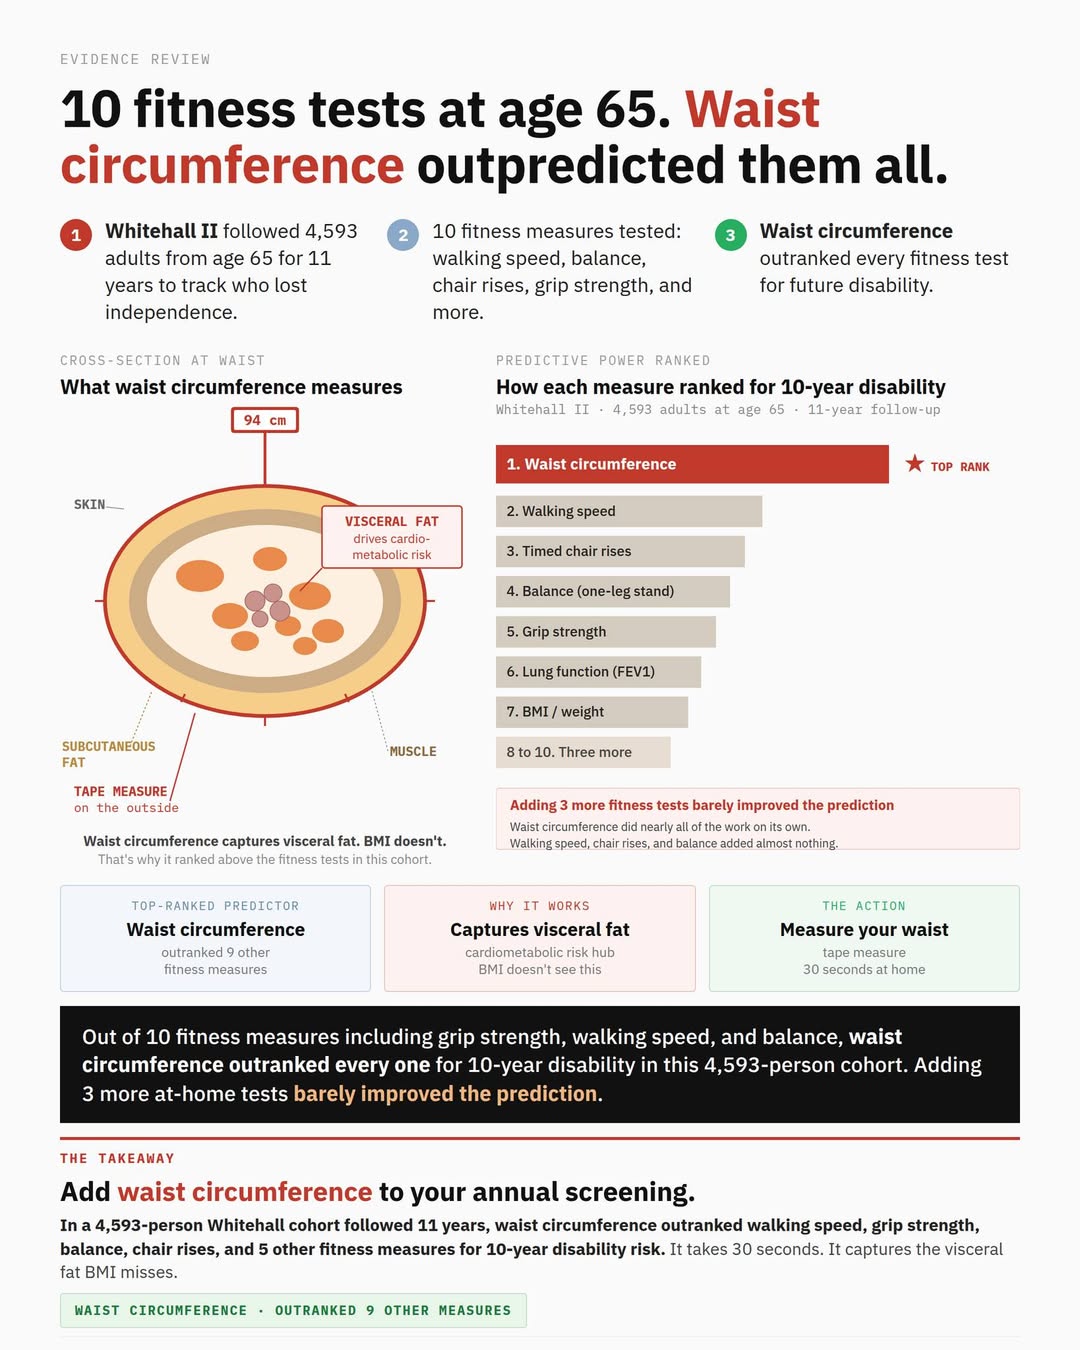 EVIDENCE REVIEW
10 fitness tests at age 65. Waist
circumference outpredicted them all.
1
Whitehall II followed 4,593
adults from age 65 for 11
years to track who lost
independence.
2
10 fitness measures tested:
walking speed, balance,
chair rises, grip strength, and
more.
3
Waist circumference
outranked every fitness test
for future disability.
CROSS-SECTION AT WAIST
What waist circumference measures
94 cm
SKIN
VISCERAL FAT
drives cardio-
metabolic risk
SUBCUTANEOUS
FAT
MUSCLE
TAPE MEASURE
on the outside
Waist circumference captures visceral fat. BMI doesn't.
That's why it ranked above the fitness tests in this cohort.
PREDICTIVE POWER RANKED
How each measure ranked for 10-year disability
Whitehall II · 4,593 adults at age 65 · 11-year follow-up
1. Waist circumference
★ TOP RANK
2. Walking speed
3. Timed chair rises
4. Balance (one-leg stand)
5. Grip strength
6. Lung function (FEV1)
7. BMI / weight
8 to 10. Three more
Adding 3 more fitness tests barely improved the prediction
Waist circumference did nearly all of the work on its own.
Walking speed, chair rises, and balance added almost nothing.
TOP-RANKED PREDICTOR
Waist circumference
outranked 9 other
fitness measures
WHY IT WORKS
Captures visceral fat
cardiometabolic risk hub
BMI doesn't see this
THE ACTION
Measure your waist
tape measure
30 seconds at home
Out of 10 fitness measures including grip strength, walking speed, and balance, waist
circumference outranked every one for 10-year disability in this 4,593-person cohort. Adding
3 more at-home tests barely improved the prediction.
THE TAKEAWAY
Add waist circumference to your annual screening.
In a 4,593-person Whitehall cohort followed 11 years, waist circumference outranked walking speed, grip strength,
balance, chair rises, and 5 other fitness measures for 10-year disability risk. It takes 30 seconds. It captures the visceral
fat BMI misses.
WAIST CIRCUMFERENCE · OUTRANKED 9 OTHER MEASURES